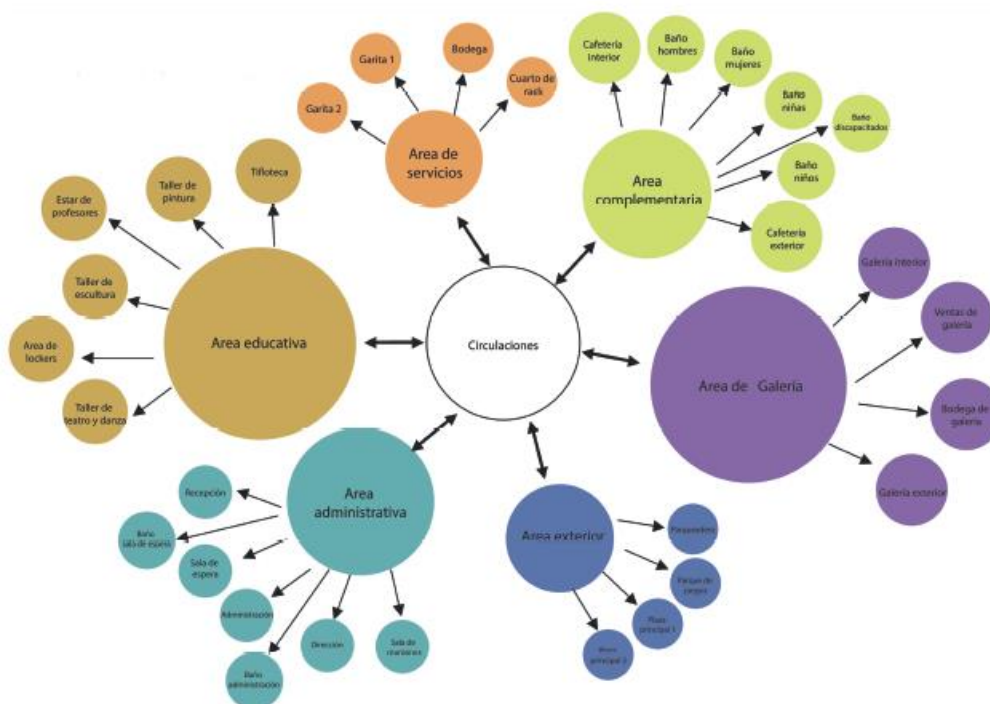 Garita 1
Bodega
Garita 2
Cuarto de
rask
Area de
servicios
Cafetería
interior
Baño
hombres
Baño
mujeres
Baño
niñas
Baño
discapacitados
Baño
niños
Cafetería
exterior
Area
complementaria
Tifloteca
Taller de
pintura
Estar de
profesores
Taller de
escultura
Area de
lockers
Taller de
teatro y danza
Area educativa
Circulaciones
Galería interior
Ventas de
galería
Bodega de
galería
Galería exterior
Area de Galería
Area
administrativa
Recepción
Baño
sala de espera
Sala de
espera
Administración
Baño
administración
Dirección
Sala de
reuniones
Area exterior
Parqueadero
Parque de
juegos
Plaza
principal 1
principal 2